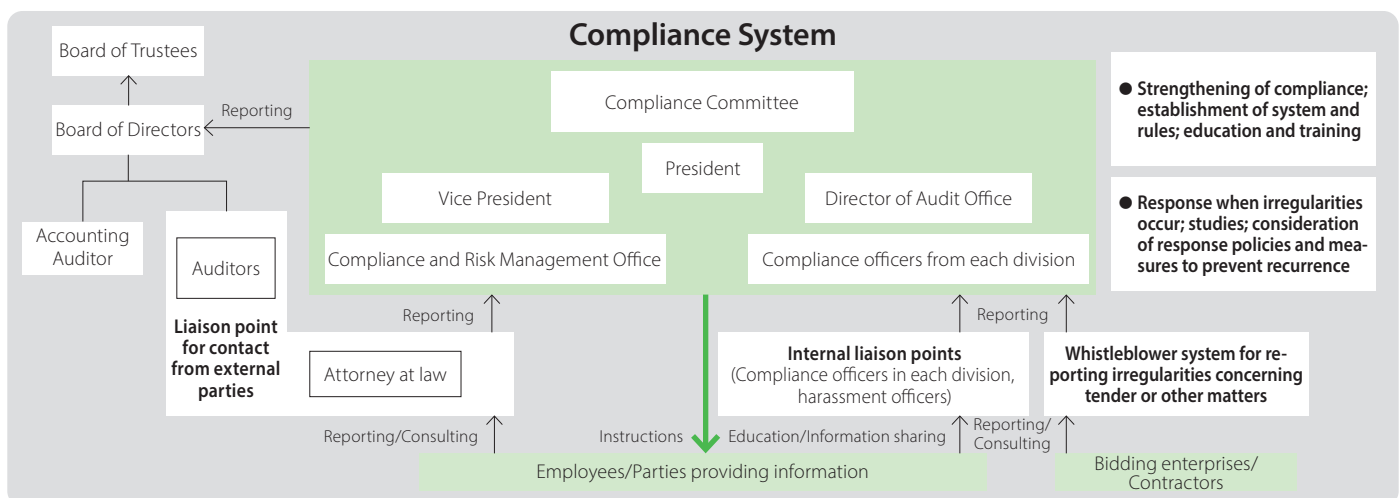 Compliance System
Board of Trustees
Board of Directors
Reporting
Accounting
Auditor
Auditors
Liaison point
for contact
from external
parties
Attorney at law
Compliance Committee
President
Vice President
Director of Audit Office
Compliance and Risk Management Office
Compliance officers from each division
● Strengthening of compliance;
establishment of system and
rules; education and training
● Response when irregularities
occur; studies; consideration
of response policies and mea-
sures to prevent recurrence
Reporting
Reporting
Internal liaison points
(Compliance officers in each division,
harassment officers)
Whistleblower system for re-
porting irregularities concerning
tender or other matters
Reporting/Consulting
Instructions
Education/Information sharing
Reporting/
Consulting
Employees/Parties providing information
Bidding enterprises/
Contractors